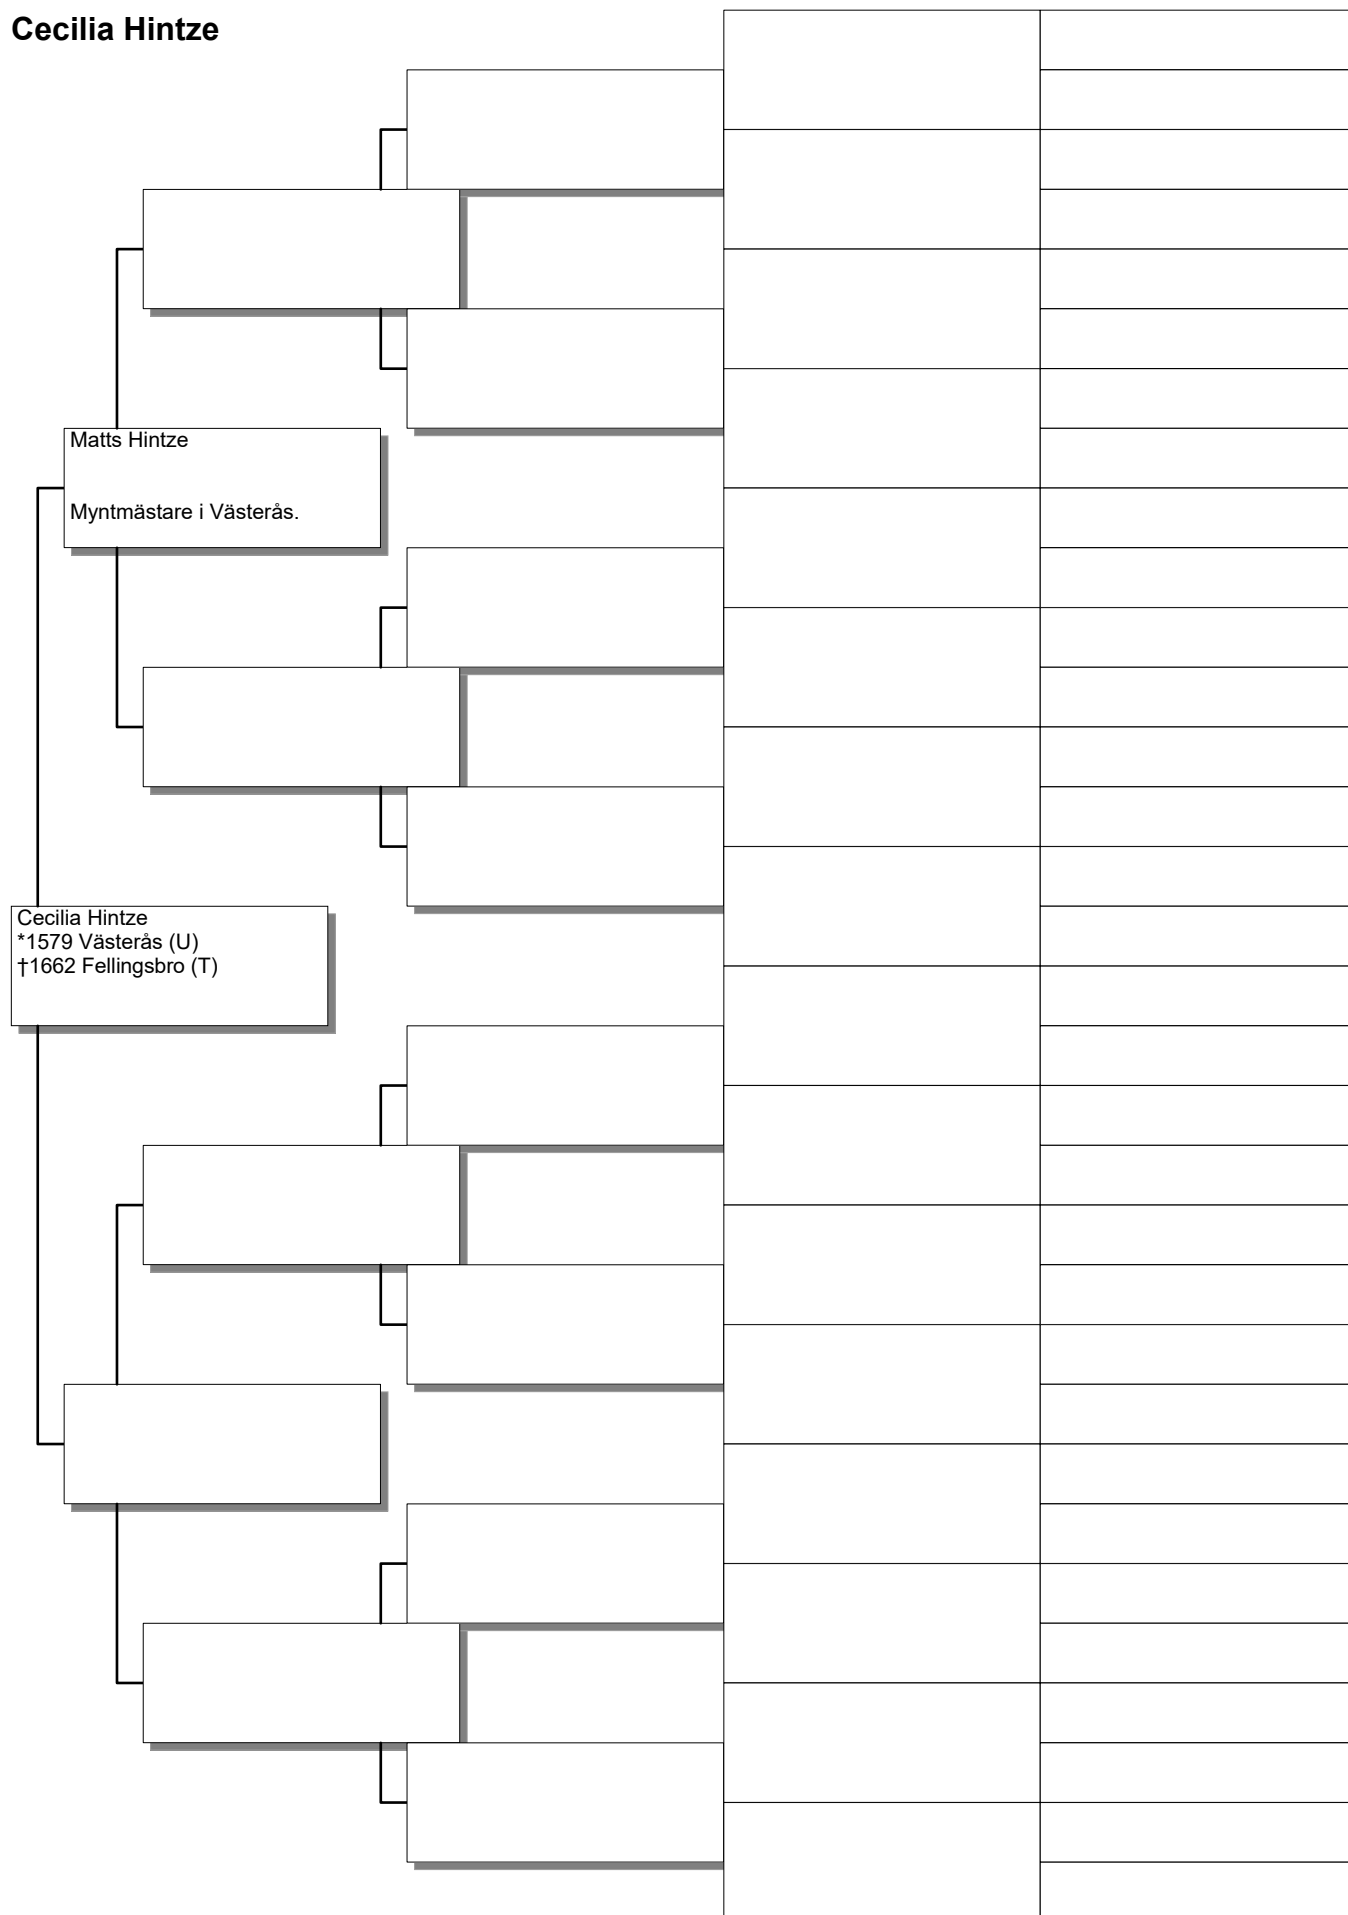 Cecilia Hintze
Matts Hintze
Myntmästare i Västerås.
Cecilia Hintze
*1579 Västerås (U)
†1662 Fellingsbro (T)